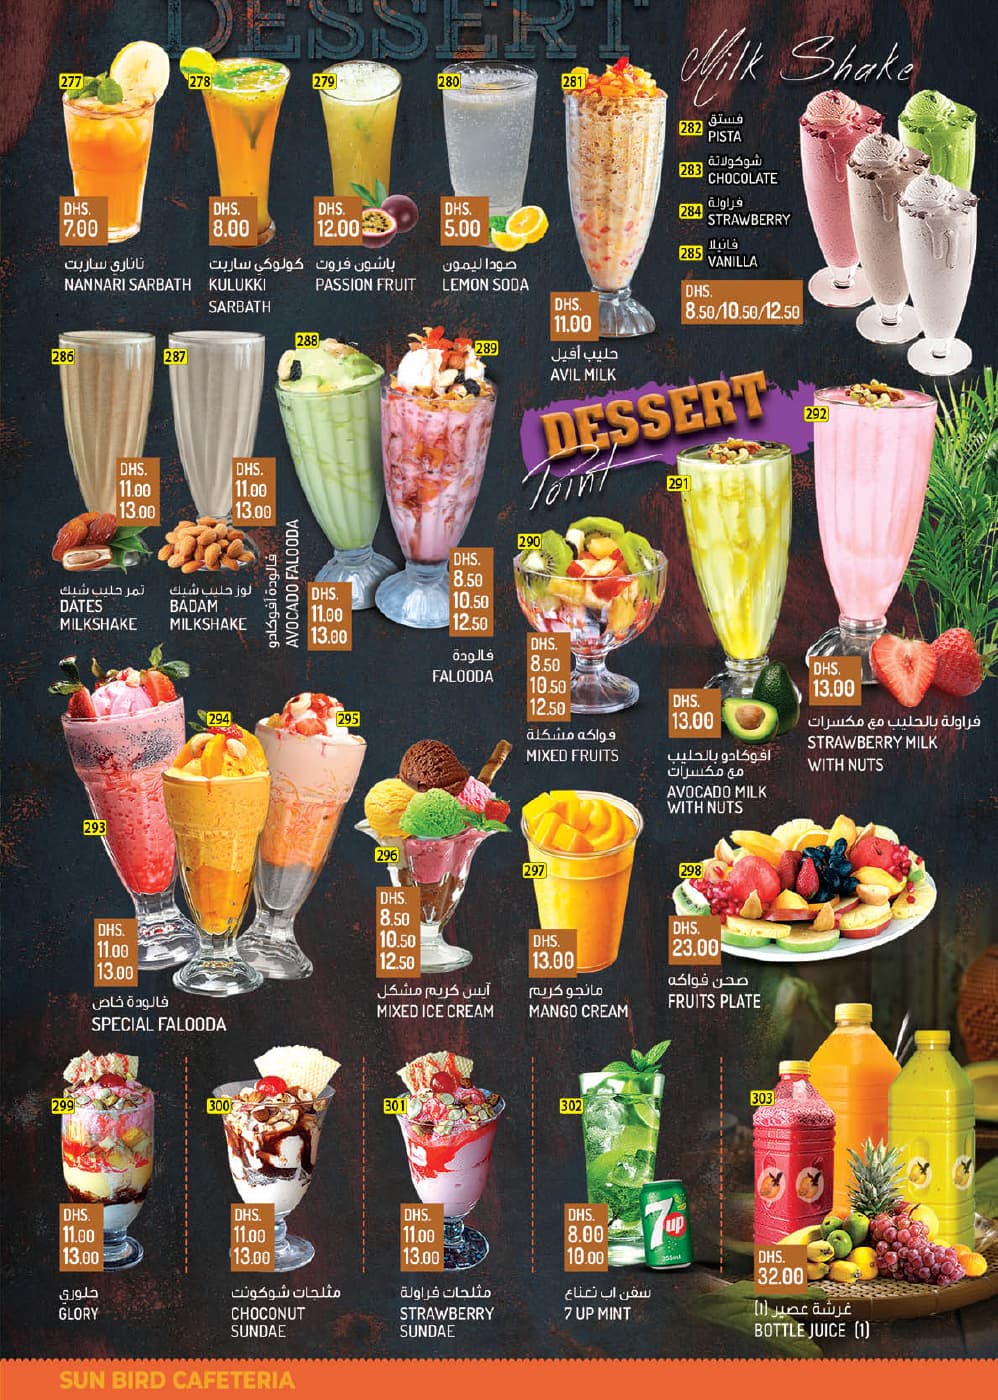 DESSERT
Milk Shake
277
278
279
280
281
DHS.
7.00
ناناري ساربت
NANNARI SARBATH
DHS.
8.00
كولوكي ساربت
KULUKKI
SARBATH
DHS.
12.00
باشون فروت
PASSION FRUIT
DHS.
5.00
صودا ليمون
LEMON SODA
DHS.
11.00
حليب أفيل
AVIL MILK
282 فستق
PISTA
283 شوكولاتة
CHOCOLATE
284 فراولة
STRAWBERRY
285 فانيلا
VANILLA
DHS.
8.50/10.50/12.50
286
DHS.
11.00
13.00
تمر حليب شيك
DATES
MILKSHAKE
287
DHS.
11.00
13.00
لوز حليب شيك
BADAM
MILKSHAKE
288
فالودة أفوكادو
AVOCADO FALOODA
DHS.
11.00
13.00
289
DHS.
8.50
10.50
12.50
فالودة
FALOODA
DESSERT
Point
290
DHS.
8.50
10.50
12.50
فواكه مشكلة
MIXED FRUITS
291
DHS.
13.00
افوكادو بالحليب
مع مكسرات
AVOCADO MILK
WITH NUTS
292
DHS.
13.00
فراولة بالحليب مع مكسرات
STRAWBERRY MILK
WITH NUTS
293
294
295
DHS.
11.00
13.00
فالودة خاص
SPECIAL FALOODA
296
DHS.
8.50
10.50
12.50
آيس كريم مشكل
MIXED ICE CREAM
297
DHS.
13.00
مانجو كريم
MANGO CREAM
298
DHS.
23.00
صحن فواكه
FRUITS PLATE
299
DHS.
11.00
13.00
جلوري
GLORY
300
DHS.
11.00
13.00
مثلجات شوكونت
CHOCONUT
SUNDAE
301
DHS.
11.00
13.00
مثلجات فراولة
STRAWBERRY
SUNDAE
302
7up
355ml
DHS.
8.00
10.00
سفن اب نعناع
7 UP MINT
303
DHS.
32.00
غرشة عصير (1)
BOTTLE JUICE (1)
SUN BIRD CAFETERIA